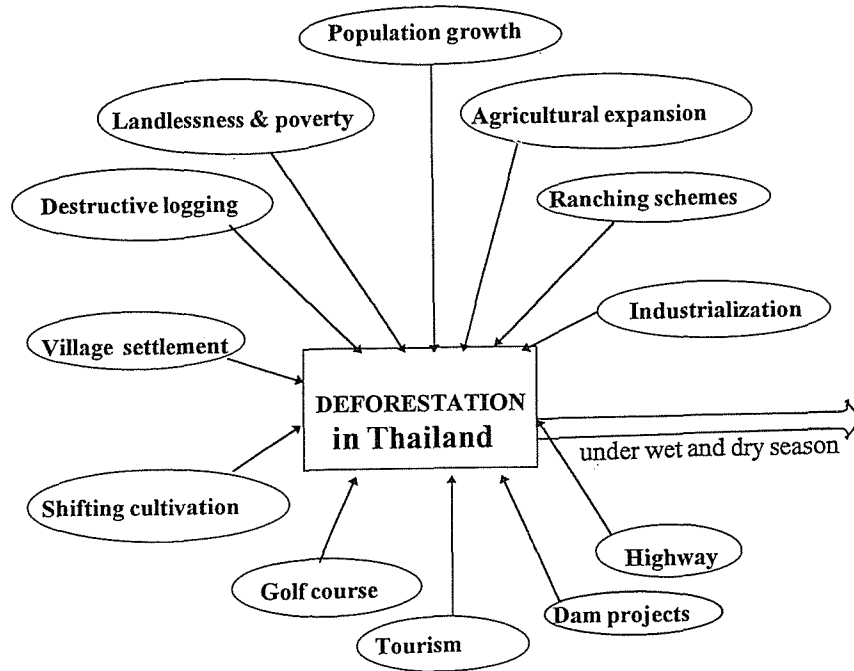 Population growth
Landlessness & poverty
Agricultural expansion
Destructive logging
Ranching schemes
Industrialization
Village settlement
DEFORESTATION
in Thailand
under wet and dry season
Shifting cultivation
Highway
Golf course
Dam projects
Tourism